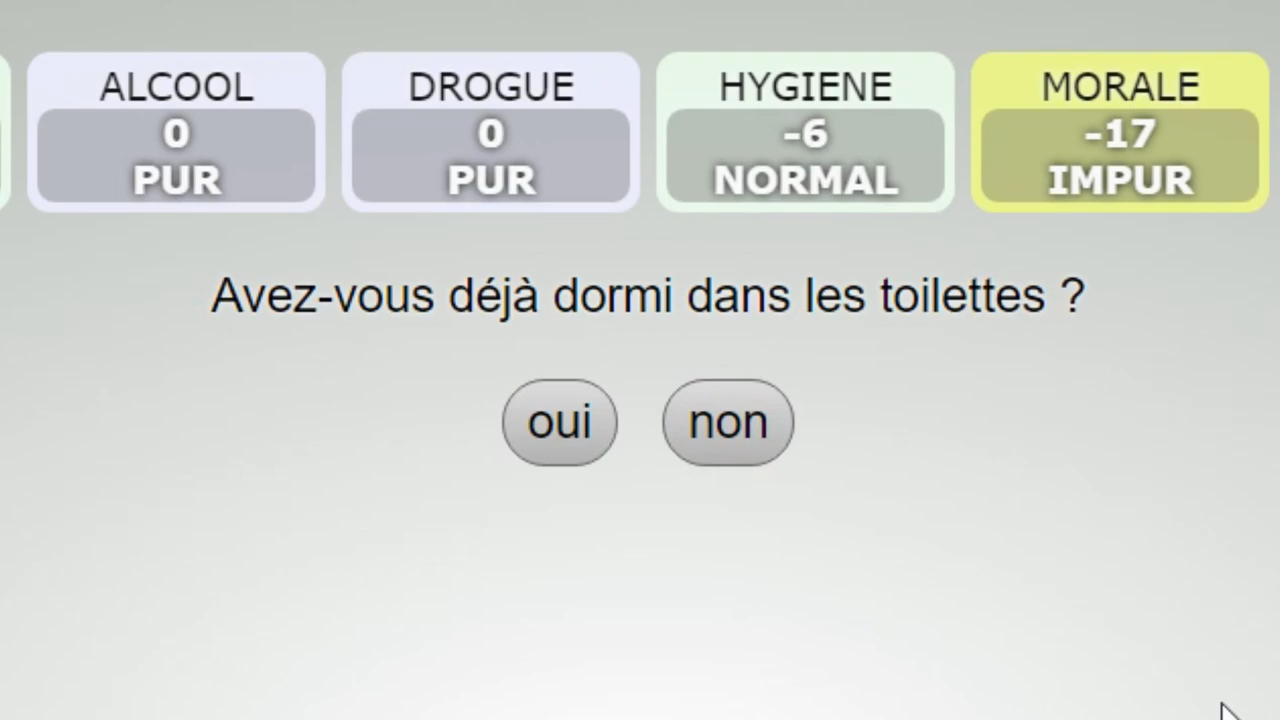 ALCOOL
0
PUR
DROGUE
0
PUR
HYGIENE
-6
NORMAL
MORALE
-17
IMPUR
Avez-vous déjà dormi dans les toilettes ?
oui
non